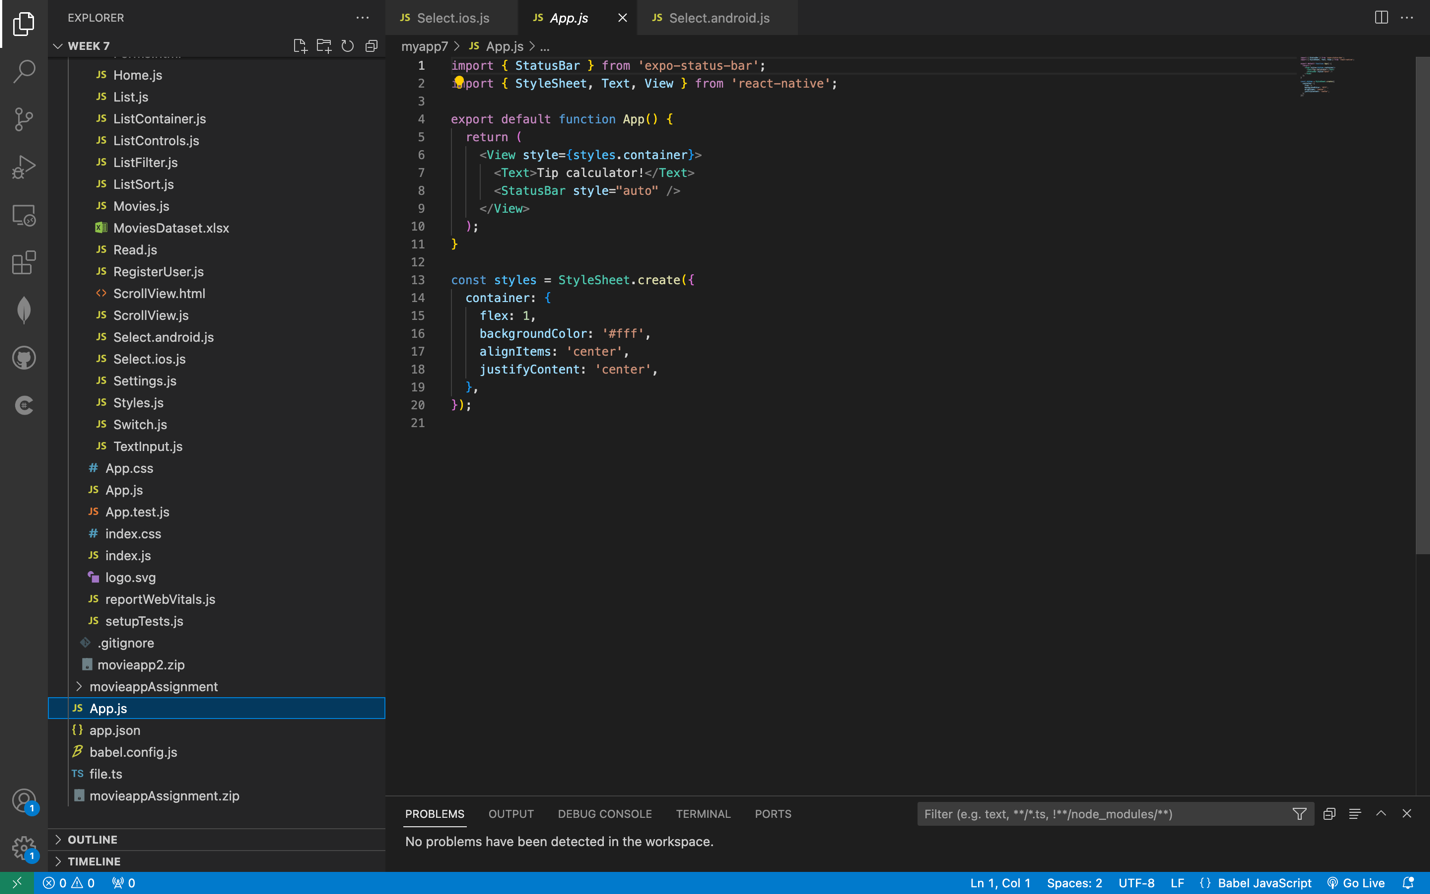 EXPLORER
WEEK 7
Home.js
List.js
ListContainer.js
ListControls.js
ListFilter.js
ListSort.js
Movies.js
MoviesDataset.xlsx
Read.js
RegisterUser.js
ScrollView.html
ScrollView.js
Select.android.js
Select.ios.js
Settings.js
Styles.js
Switch.js
TextInput.js
App.css
App.js
App.test.js
index.css
index.js
logo.svg
reportWebVitals.js
setupTests.js
.gitignore
movieapp2.zip
movieappAssignment
App.js
app.json
babel.config.js
file.ts
movieappAssignment.zip
OUTLINE
TIMELINE
JS Select.ios.js
JS App.js
JS Select.android.js
myapp7 > JS App.js > ...
1 import { StatusBar } from 'expo-status-bar';
2 import { StyleSheet, Text, View } from 'react-native';
3
4 export default function App() {
5 return (
6 <View style={styles.container}>
7 <Text>Tip calculator!</Text>
8 <StatusBar style="auto" />
9 </View>
10 );
11 }
12
13 const styles = StyleSheet.create({
14 container: {
15 flex: 1,
16 backgroundColor: '#fff',
17 alignItems: 'center',
18 justifyContent: 'center',
19 },
20 });
21
PROBLEMS OUTPUT DEBUG CONSOLE TERMINAL PORTS
Filter (e.g. text, **/*.ts, !**/node_modules/**)
No problems have been detected in the workspace.
1
1
0 0 0
Ln 1, Col 1 Spaces: 2 UTF-8 LF { } Babel JavaScript Go Live